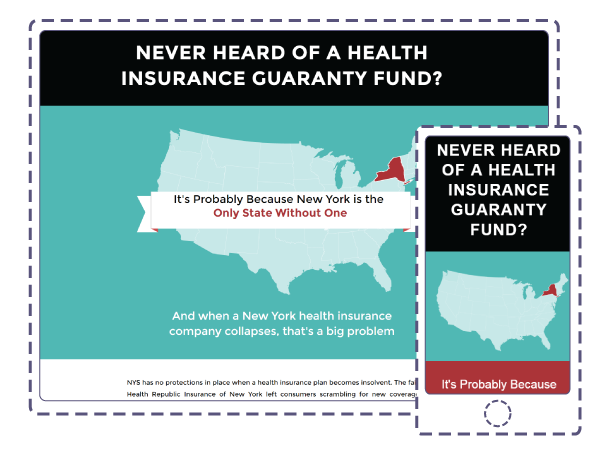 NEVER HEARD OF A HEALTH
INSURANCE GUARANTY FUND?
It's Probably Because New York is the
Only State Without One
And when a New York health insurance
company collapses, that's a big problem
NYS has no protections in place when a health insurance plan becomes insolvent. The
Health Republic Insurance of New York left consumers scrambling for new
NEVER HEARD
OF A HEALTH
INSURANCE
GUARANTY
FUND?
It's Probably Because